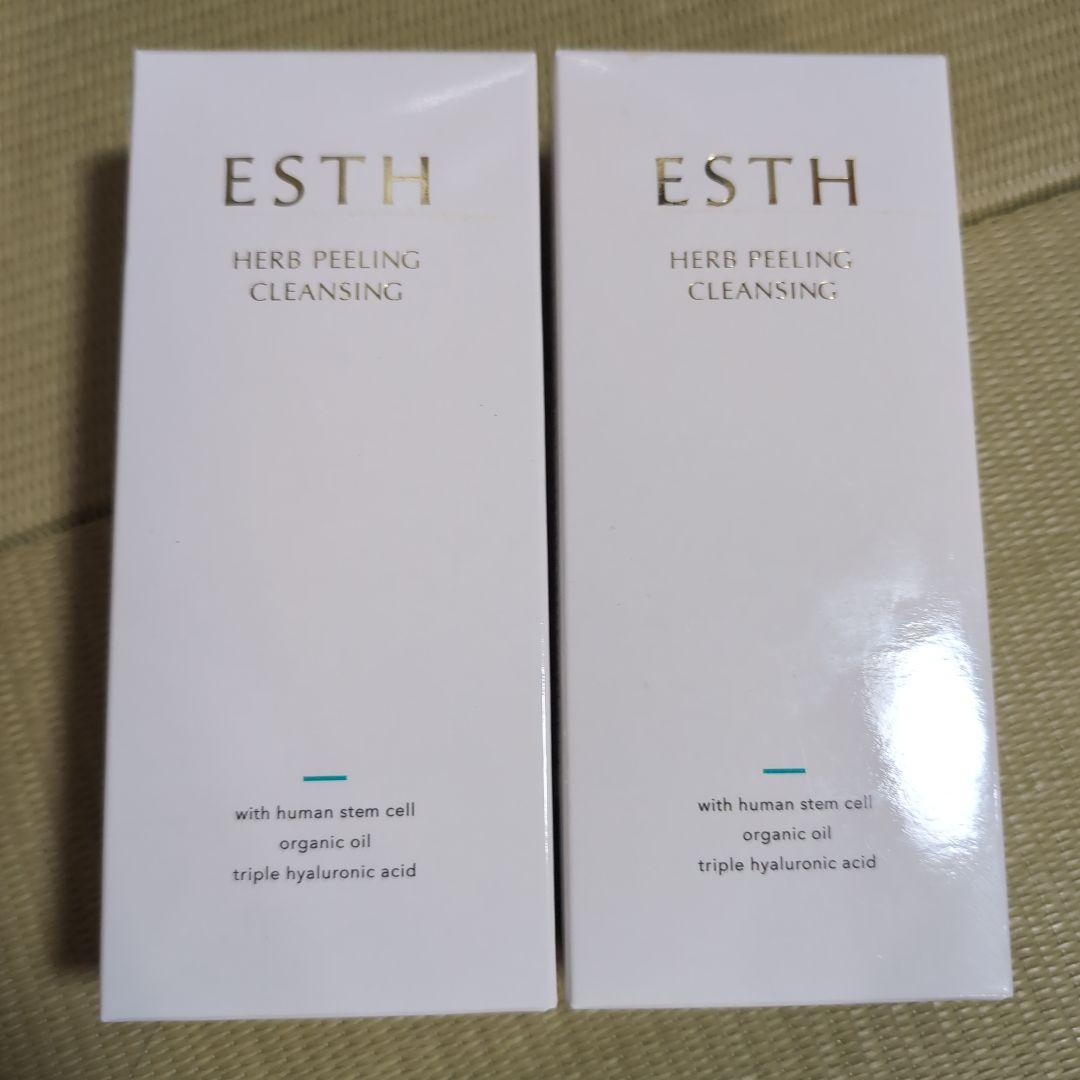 ESTH
HERB PEELING
CLEANSING
with human stem cell
organic oil
triple hyaluronic acid
ESTH
HERB PEELING
CLEANSING
with human stem cell
organic oil
triple hyaluronic acid